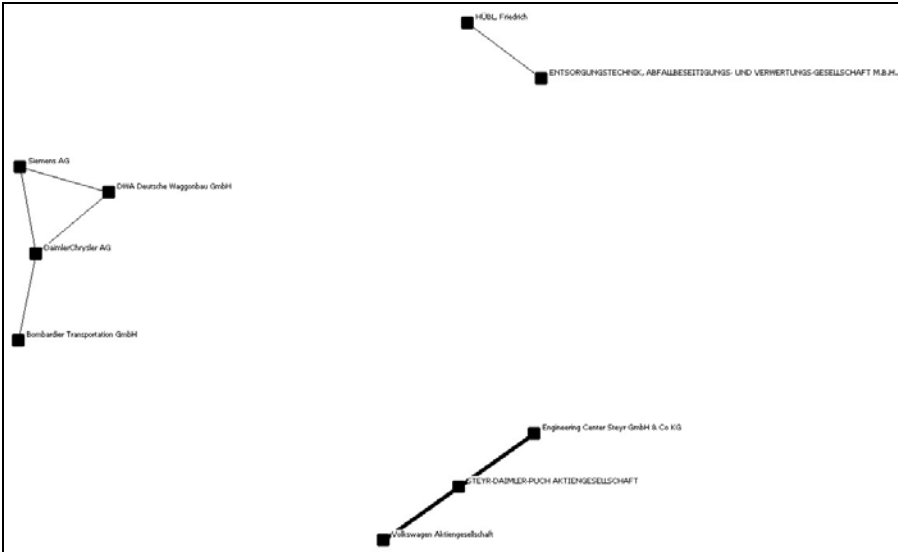 HÜBL, Friedrich
ENTSORGUNGSTECHNIK, ABFALLBESEITIGUNGS- UND VERWERTUNGS-GESELLSCHAFT M.B.H.,
Siemens AG
DWA Deutsche Waggonbau GmbH
DaimlerChrysler AG
Bombardier Transportation GmbH
Engineering Center Steyr GmbH & Co KG
STEYR-DAIMLER-PUCH AKTIENGESELLSCHAFT
Volkswagen Aktiengesellschaft